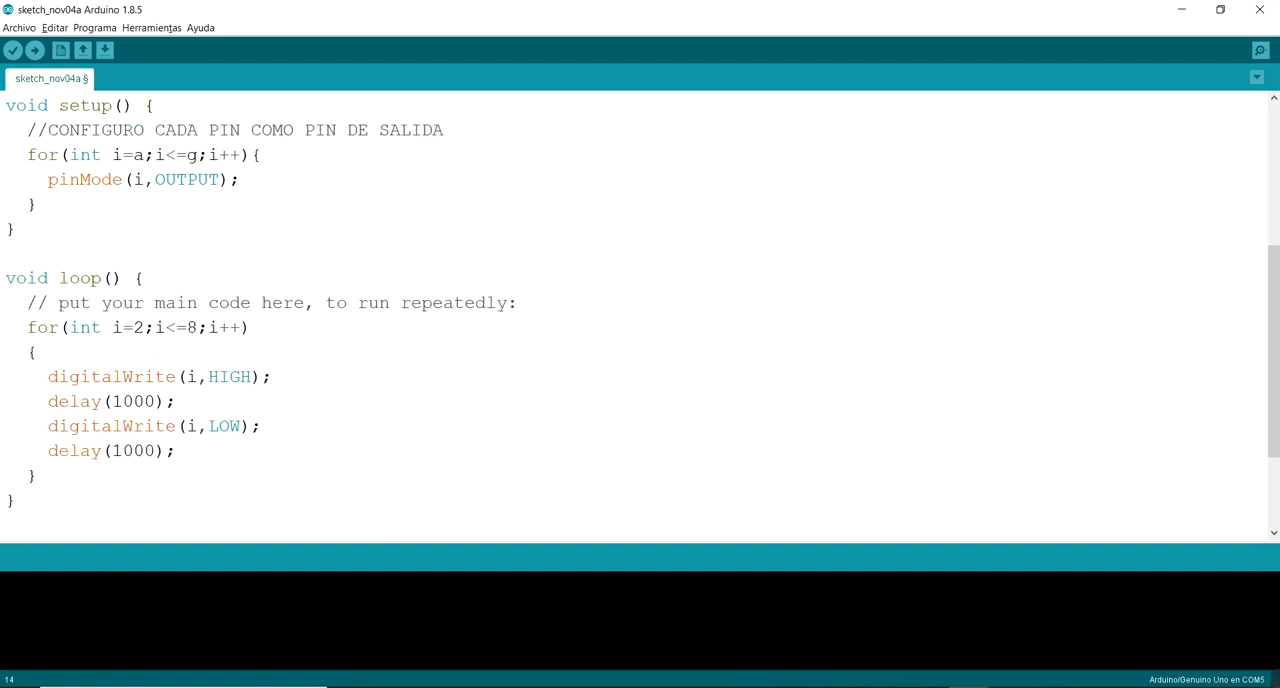 sketch_nov04a Arduino 1.8.5
Archivo Editar Programa Herramientas Ayuda
sketch_nov04a §
void setup() {
  //CONFIGURO CADA PIN COMO PIN DE SALIDA
  for(int i=a;i<=g;i++){
    pinMode(i,OUTPUT);
  }
}

void loop() {
  // put your main code here, to run repeatedly:
  for(int i=2;i<=8;i++)
  {
    digitalWrite(i,HIGH);
    delay(1000);
    digitalWrite(i,LOW);
    delay(1000);
  }
}
14
Arduino/Genuino Uno en COM5